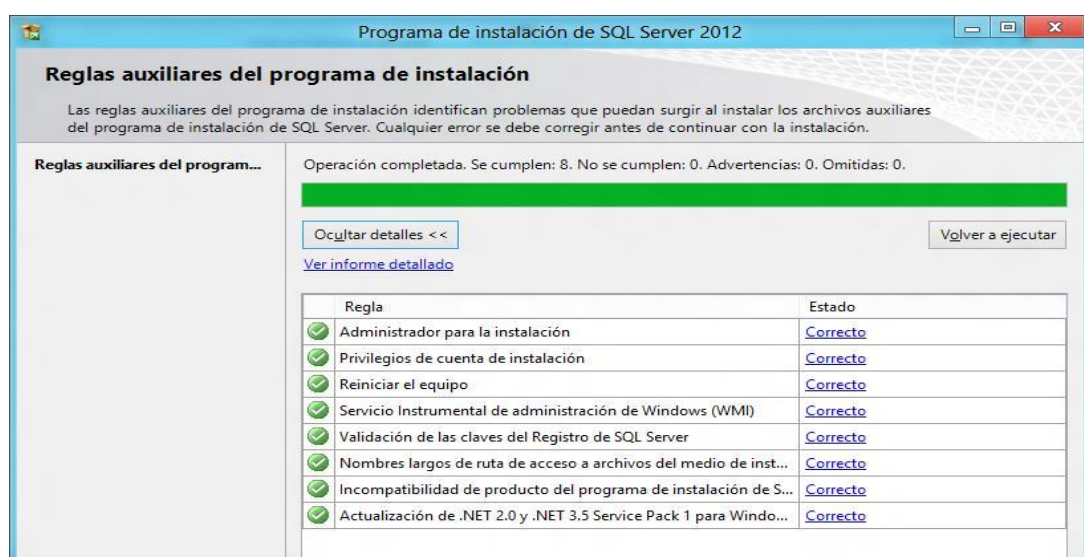 Programa de instalación de SQL Server 2012
Reglas auxiliares del programa de instalación
Las reglas auxiliares del programa de instalación identifican problemas que puedan surgir al instalar los archivos auxiliares
del programa de instalación de SQL Server. Cualquier error se debe corregir antes de continuar con la instalación.
Reglas auxiliares del program...
Operación completada. Se cumplen: 8. No se cumplen: 0. Advertencias: 0. Omitidas: 0.
Ocultar detalles <<
Volver a ejecutar
Ver informe detallado
Regla Estado
Administrador para la instalación Correcto
Privilegios de cuenta de instalación Correcto
Reiniciar el equipo Correcto
Servicio Instrumental de administración de Windows (WMI) Correcto
Validación de las claves del Registro de SQL Server Correcto
Nombres largos de ruta de acceso a archivos del medio de inst... Correcto
Incompatibilidad de producto del programa de instalación de S... Correcto
Actualización de .NET 2.0 y .NET 3.5 Service Pack 1 para Windo... Correcto